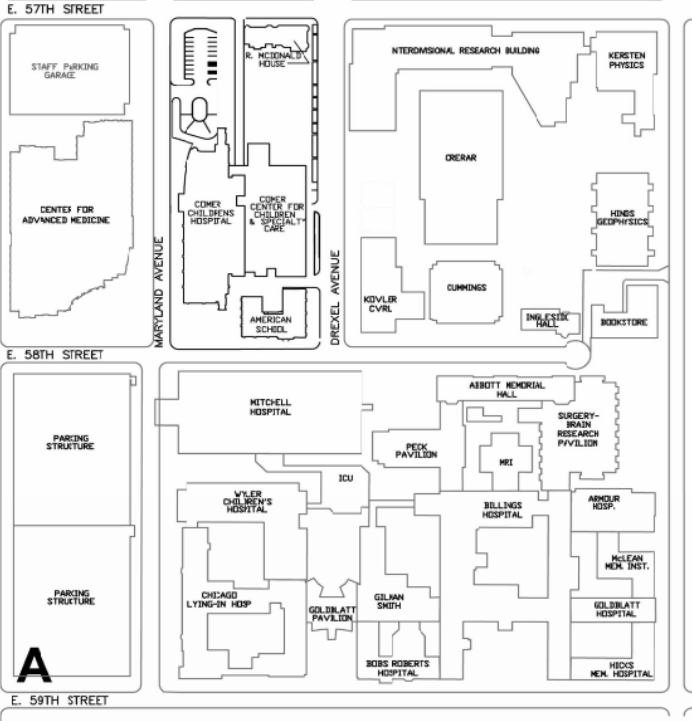 E. 57TH STREET
STAFF PARKING
GARAGE
R. MCDONALD
HOUSE
INTERDIVISIONAL RESEARCH BUILDING
KERSTEN
PHYSICS
CRERAR
CENTER FOR
ADVANCED MEDICINE
COMER
CHILDRENS
HOSPITAL
COMER
CENTER FOR
CHILDREN
& SPECIALTY
CARE
HINDS
GEOPHYSICS
MARYLAND AVENUE
DREXEL AVENUE
KOVLER
CVRL
CUMMINGS
INGLESIDE
HALL
BOOKSTORE
AMERICAN
SCHOOL
E. 58TH STREET
PARKING
STRUCTURE
MITCHELL
HOSPITAL
ABBOTT MEMORIAL
HALL
SURGERY-
BRAIN
RESEARCH
PAVILION
PECK
PAVILION
MRI
ICU
WYLER
CHILDREN'S
HOSPITAL
BILLINGS
HOSPITAL
ARMOUR
HOSP.
McLEAN
MEM. INST.
PARKING
STRUCTURE
CHICAGO
LYING-IN HOSP
GOLDBLATT
PAVILION
GILMAN
SMITH
GOLDBLATT
HOSPITAL
BOBS ROBERTS
HOSPITAL
HICKS
MEM. HOSPITAL
A
E. 59TH STREET